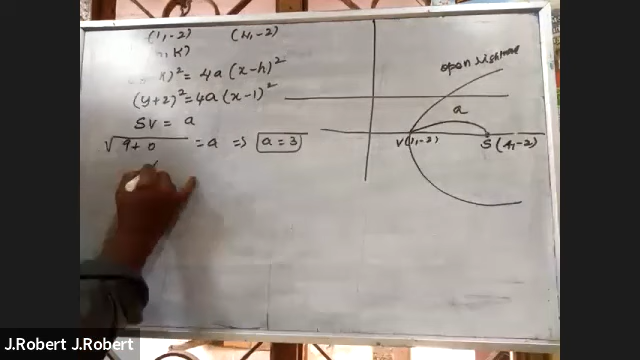 (1,-2) (4,-2)
h, k)
(y-k)²= 4a (x-h)²
(y+2)²=4a (x-1)²
SV = a
√9+0 = a ⇒ a = 3
open rightward
a
V(1,-2)
S (4,-2)
J.Robert J.Robert